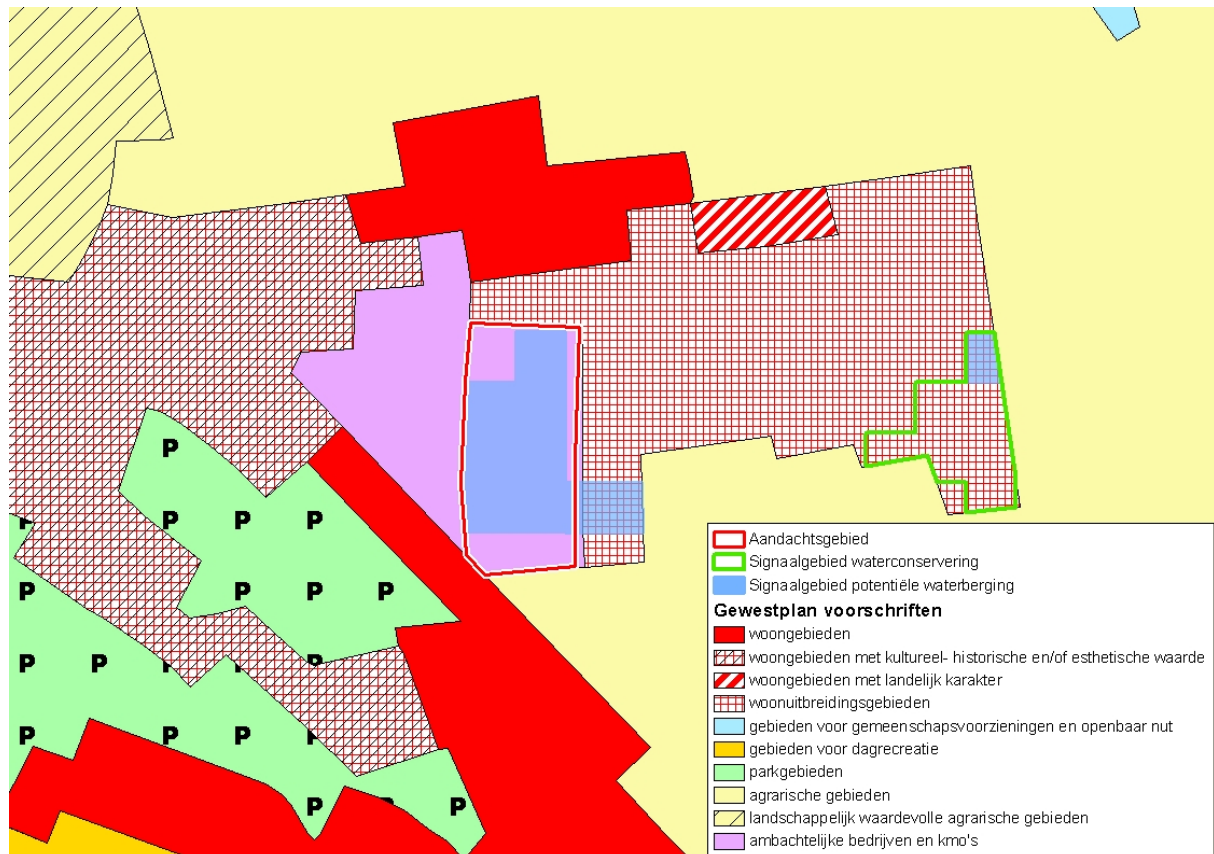 P
P P P
P P P P
P P P
P P P
P P P
Aandachtsgebied
Signaalgebied waterconservering
Signaalgebied potentiële waterberging
Gewestplan voorschriften
woongebieden
woongebieden met kultureel- historische en/of esthetische waarde
woongebieden met landelijk karakter
woonuitbreidingsgebieden
gebieden voor gemeenschapsvoorzieningen en openbaar nut
gebieden voor dagrecreatie
parkgebieden
agrarische gebieden
landschappelijk waardevolle agrarische gebieden
ambachtelijke bedrijven en kmo's